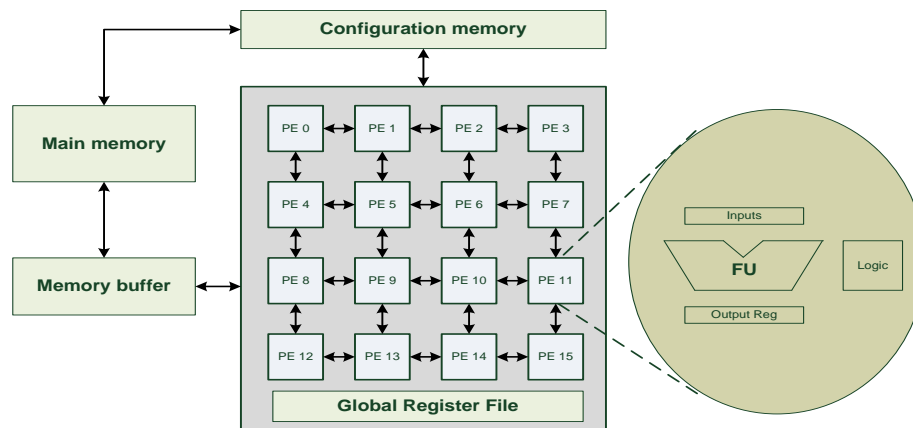 Configuration memory
Main memory
Memory buffer
PE 0
PE 1
PE 2
PE 3
PE 4
PE 5
PE 6
PE 7
PE 8
PE 9
PE 10
PE 11
PE 12
PE 13
PE 14
PE 15
Global Register File
Inputs
FU
Logic
Output Reg